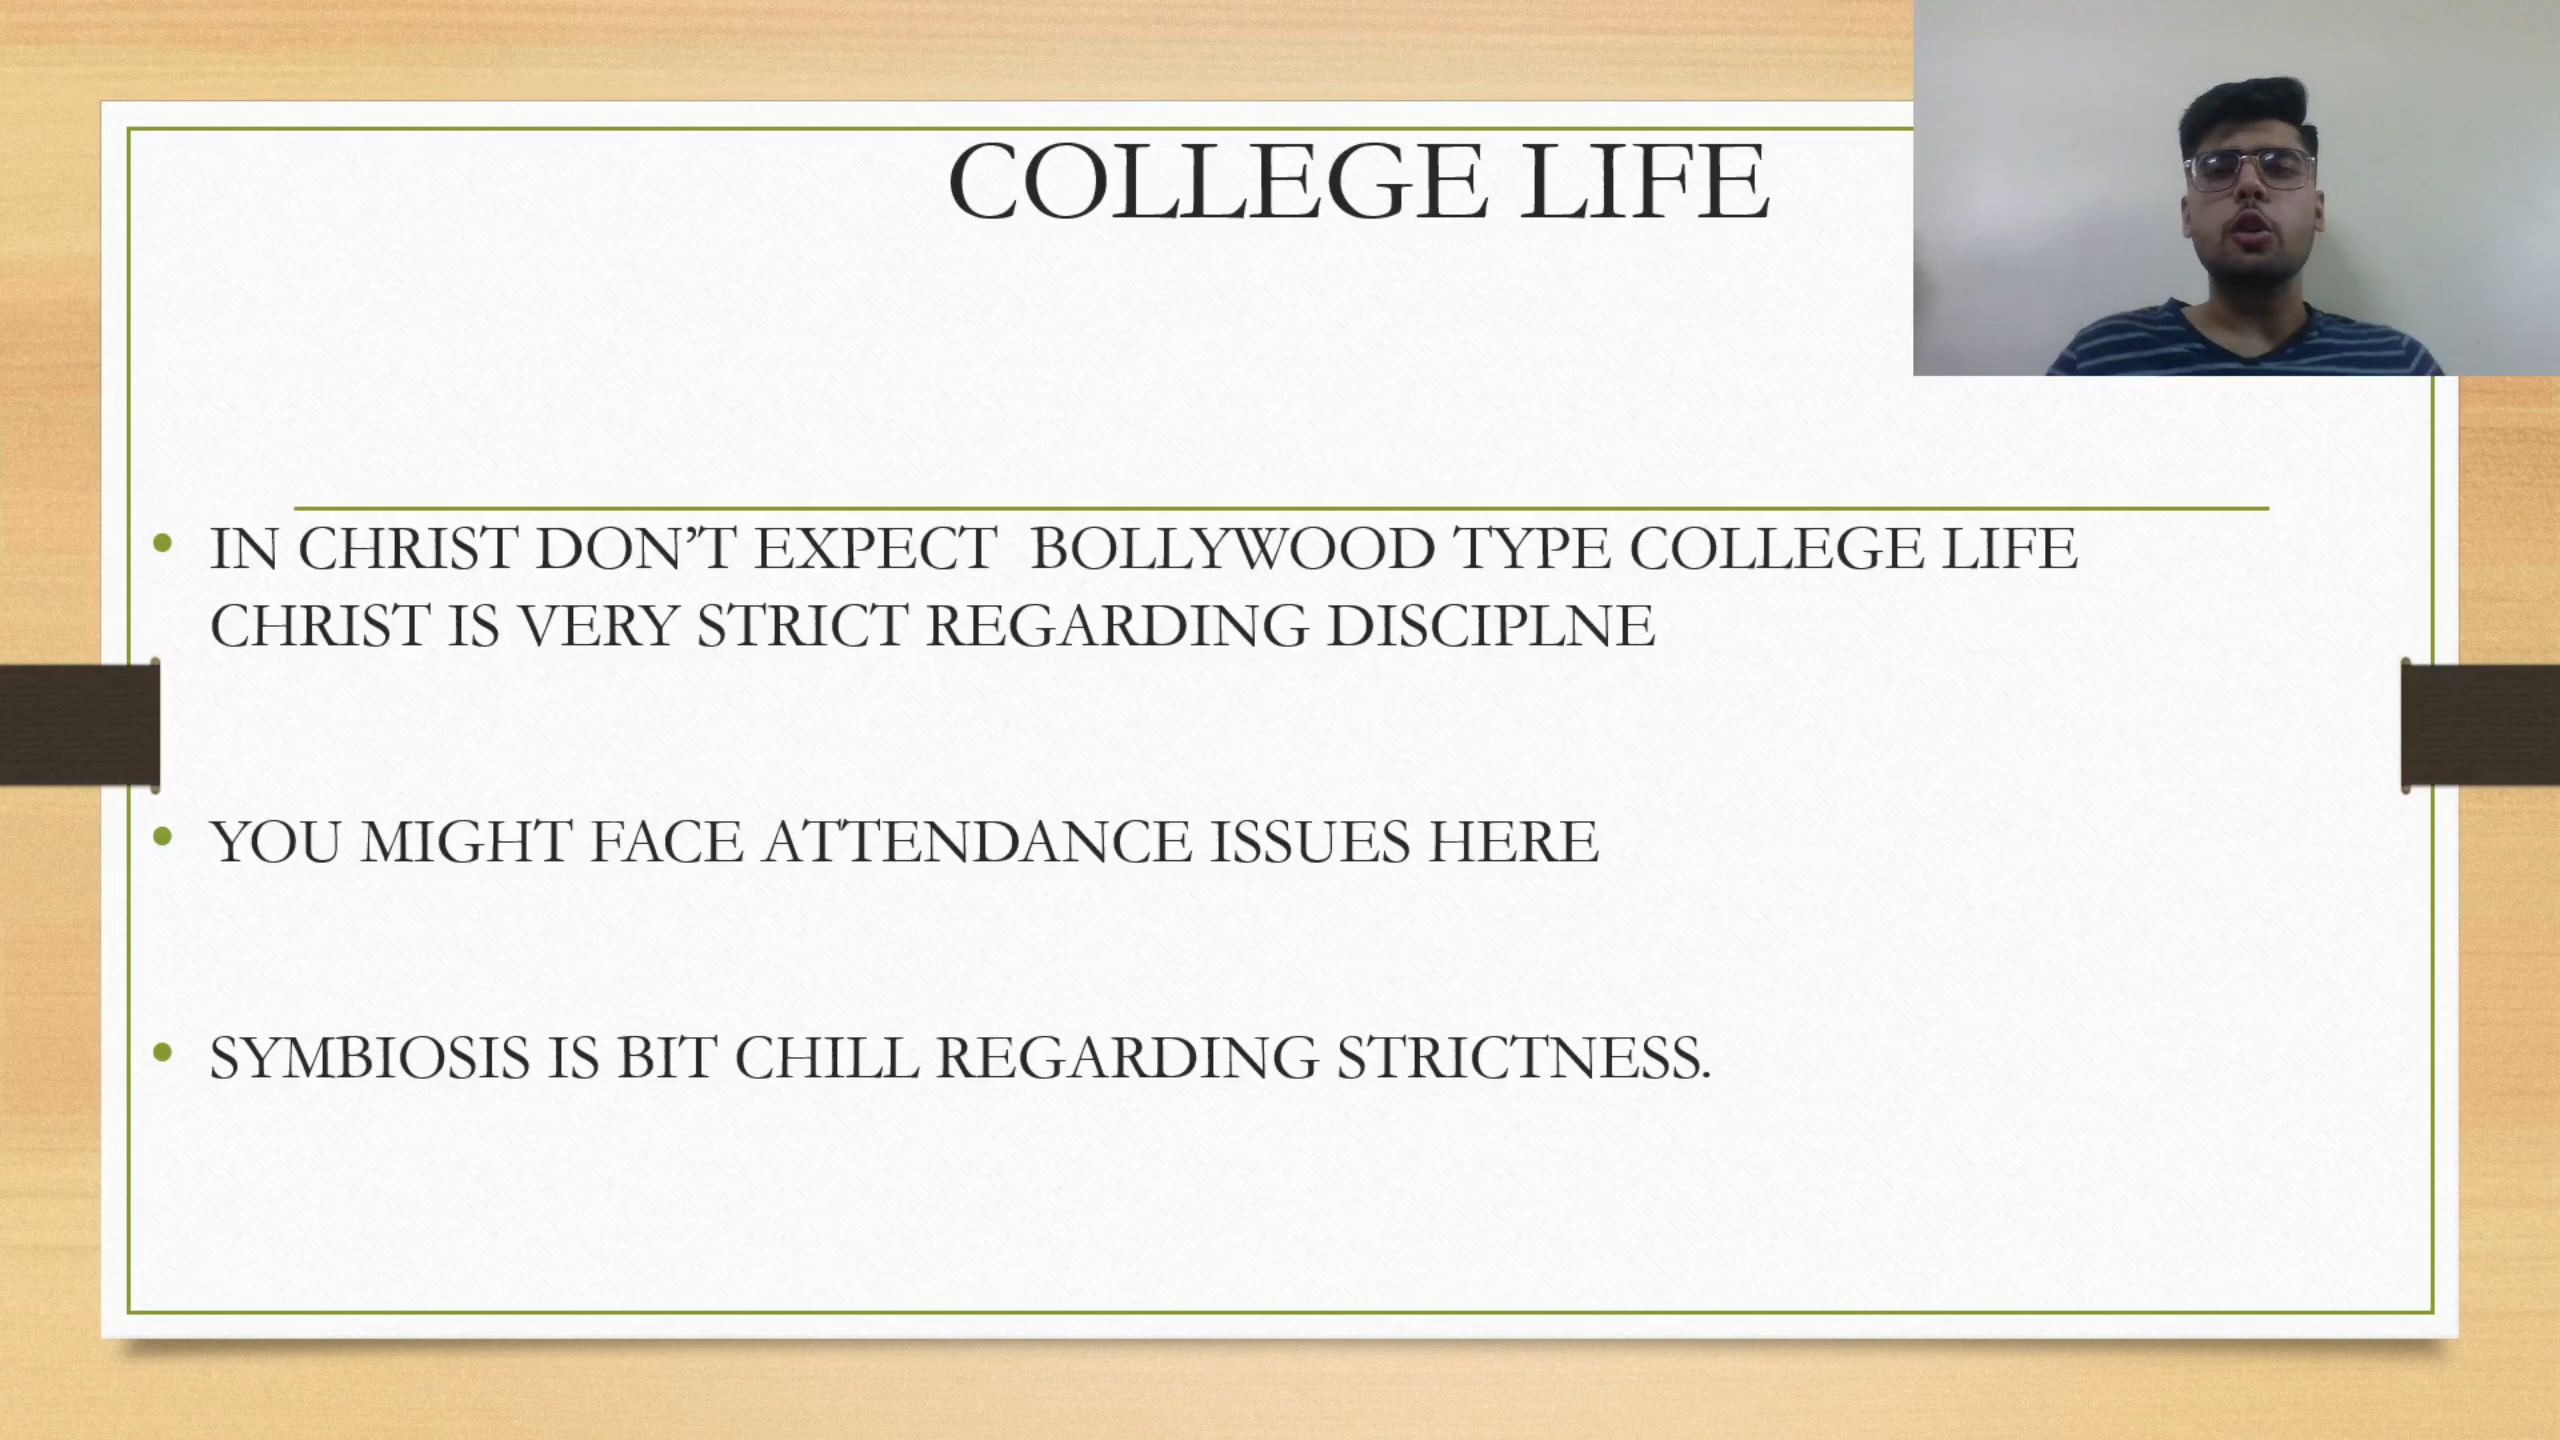 COLLEGE LIFE
• IN CHRIST DON’T EXPECT  BOLLYWOOD TYPE COLLEGE LIFE
CHRIST IS VERY STRICT REGARDING DISCIPLNE
• YOU MIGHT FACE ATTENDANCE ISSUES HERE
• SYMBIOSIS IS BIT CHILL REGARDING STRICTNESS.